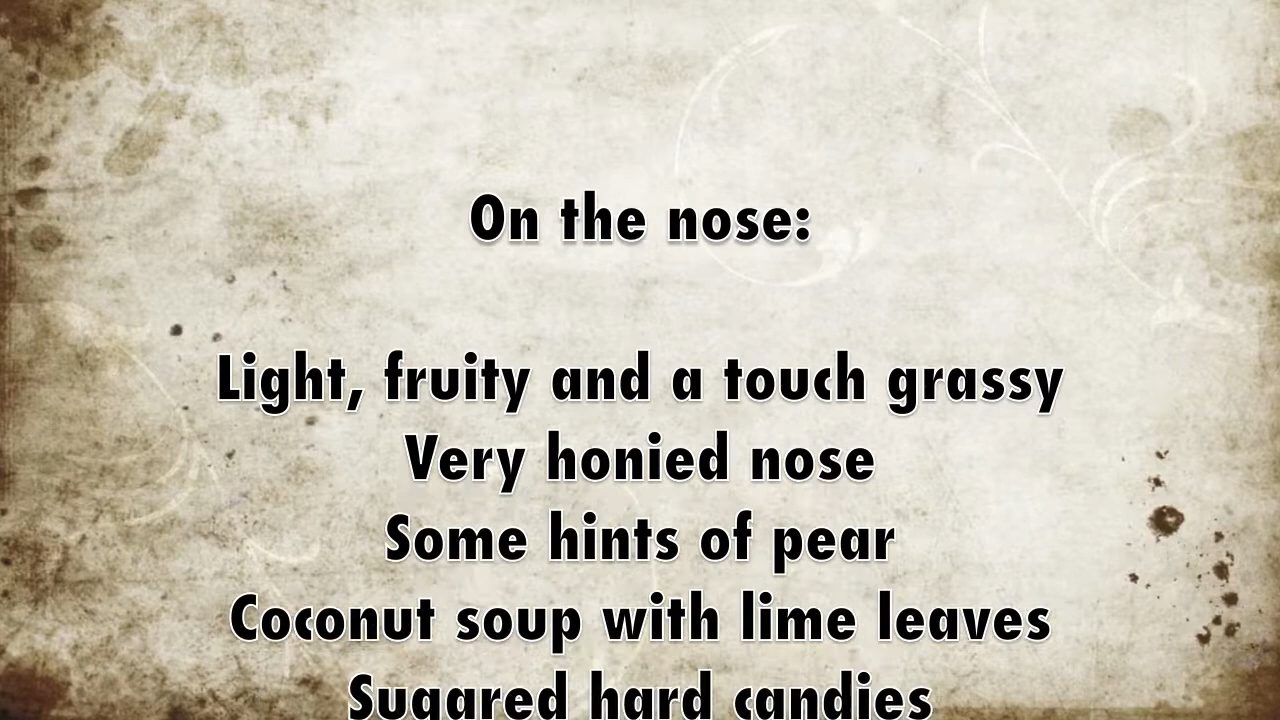 On the nose:
Light, fruity and a touch grassy
Very honied nose
Some hints of pear
Coconut soup with lime leaves
Sugared hard candies